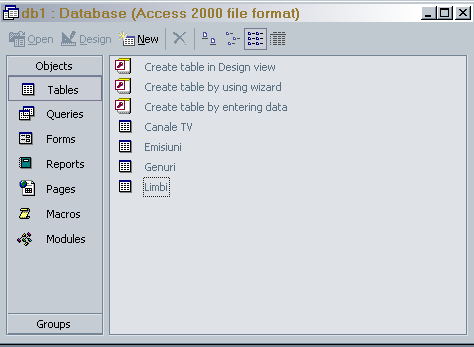 db1 : Database (Access 2000 file format)
Open Design New
Objects
Tables
Queries
Forms
Reports
Pages
Macros
Modules
Groups
Create table in Design view
Create table by using wizard
Create table by entering data
Canale TV
Emisiuni
Genuri
Limbi